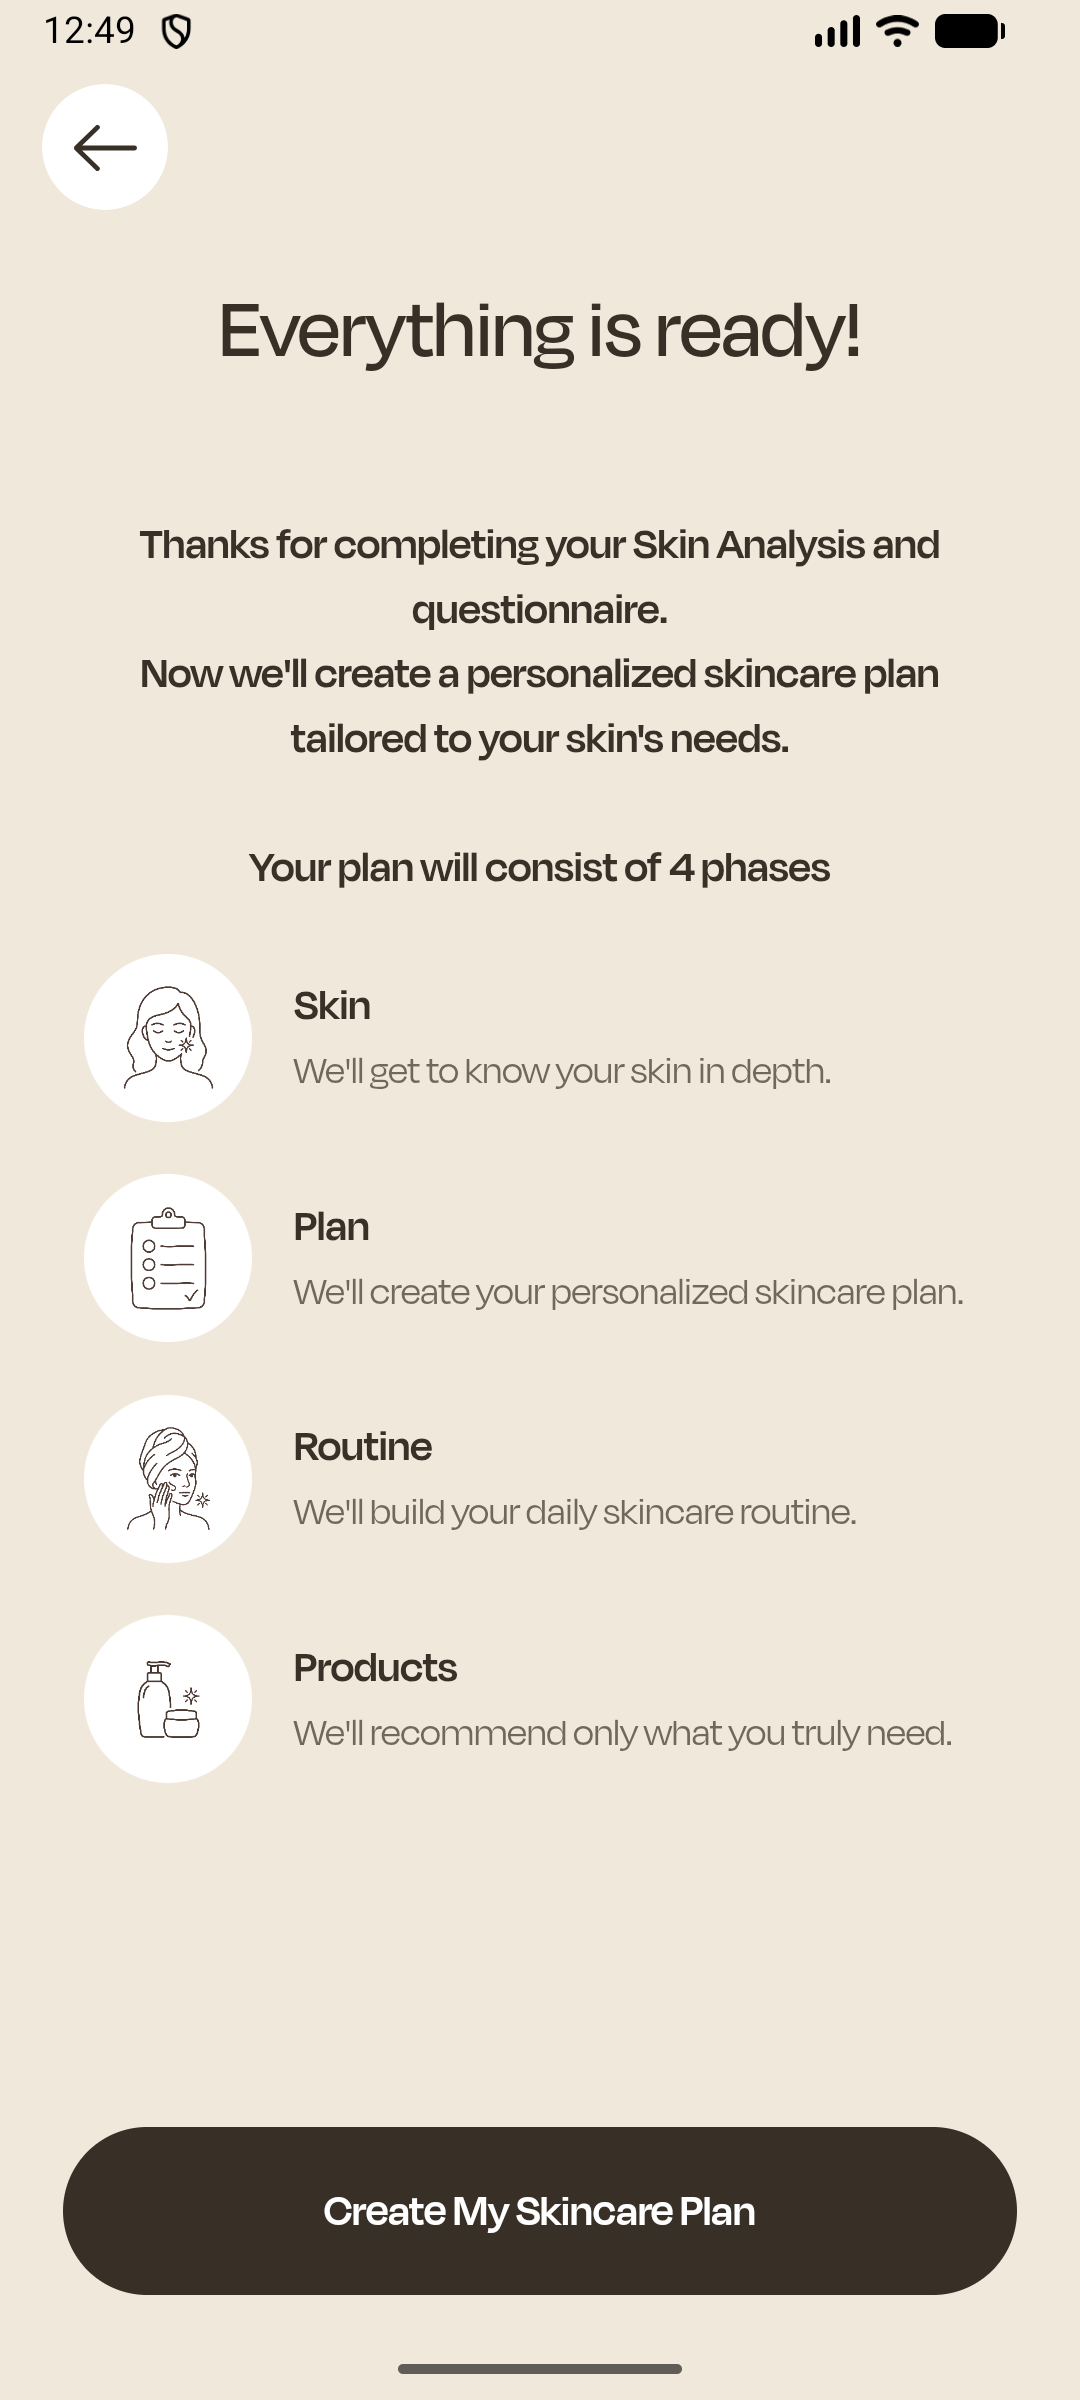 12:49
Everything is ready!
Thanks for completing your Skin Analysis and
questionnaire.
Now we'll create a personalized skincare plan
tailored to your skin's needs.
Your plan will consist of 4 phases
Skin
We'll get to know your skin in depth.
Plan
We'll create your personalized skincare plan.
Routine
We'll build your daily skincare routine.
Products
We'll recommend only what you truly need.
Create My Skincare Plan